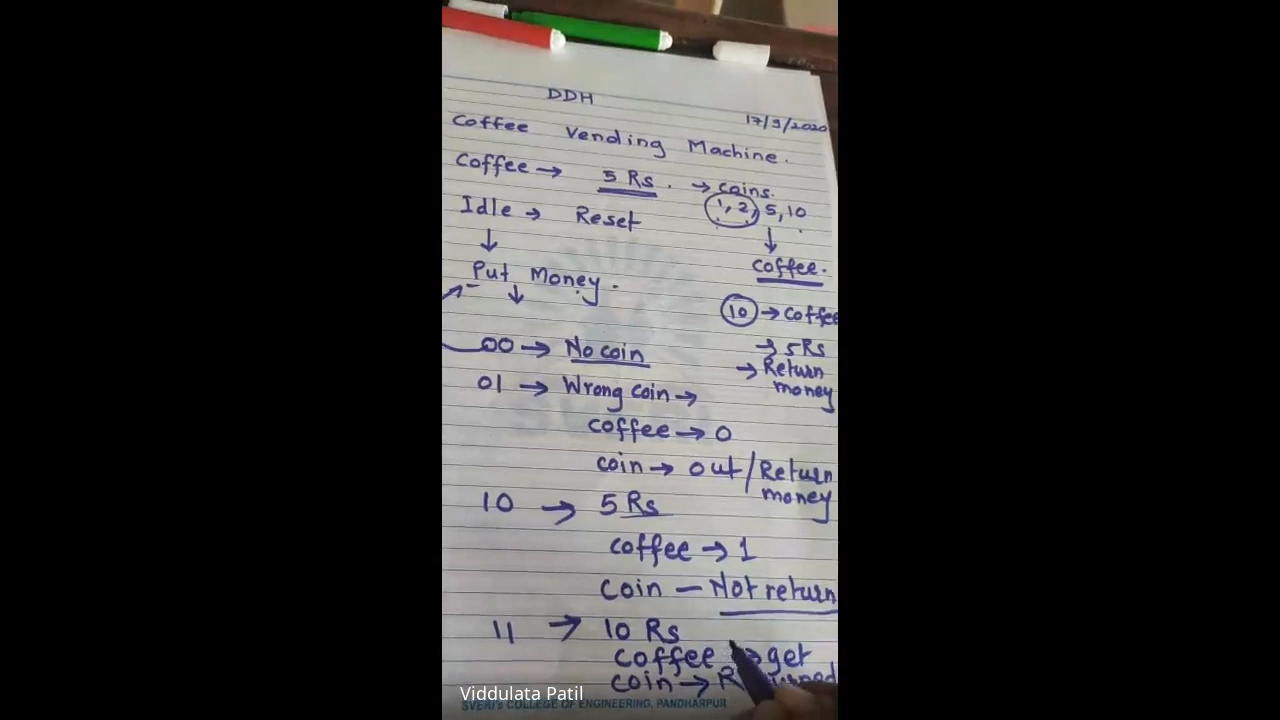 DDH
17/9/2020
Coffee Vending Machine.
Coffee → 5 Rs. → coins.
1, 2, 5, 10
Idle → Reset
↓
↓
coffee.
Put Money.
↓
10 → coffee
→ 5 Rs
→ Return
money
00 → No coin
01 → Wrong coin →
coffee → 0
coin → out/Return
money
10 → 5 Rs
coffee → 1
coin — Not return
11 → 10 Rs
coffee → get
coin →
Viddulata Patil
SVERI's COLLEGE OF ENGINEERING, PANDHARPUR